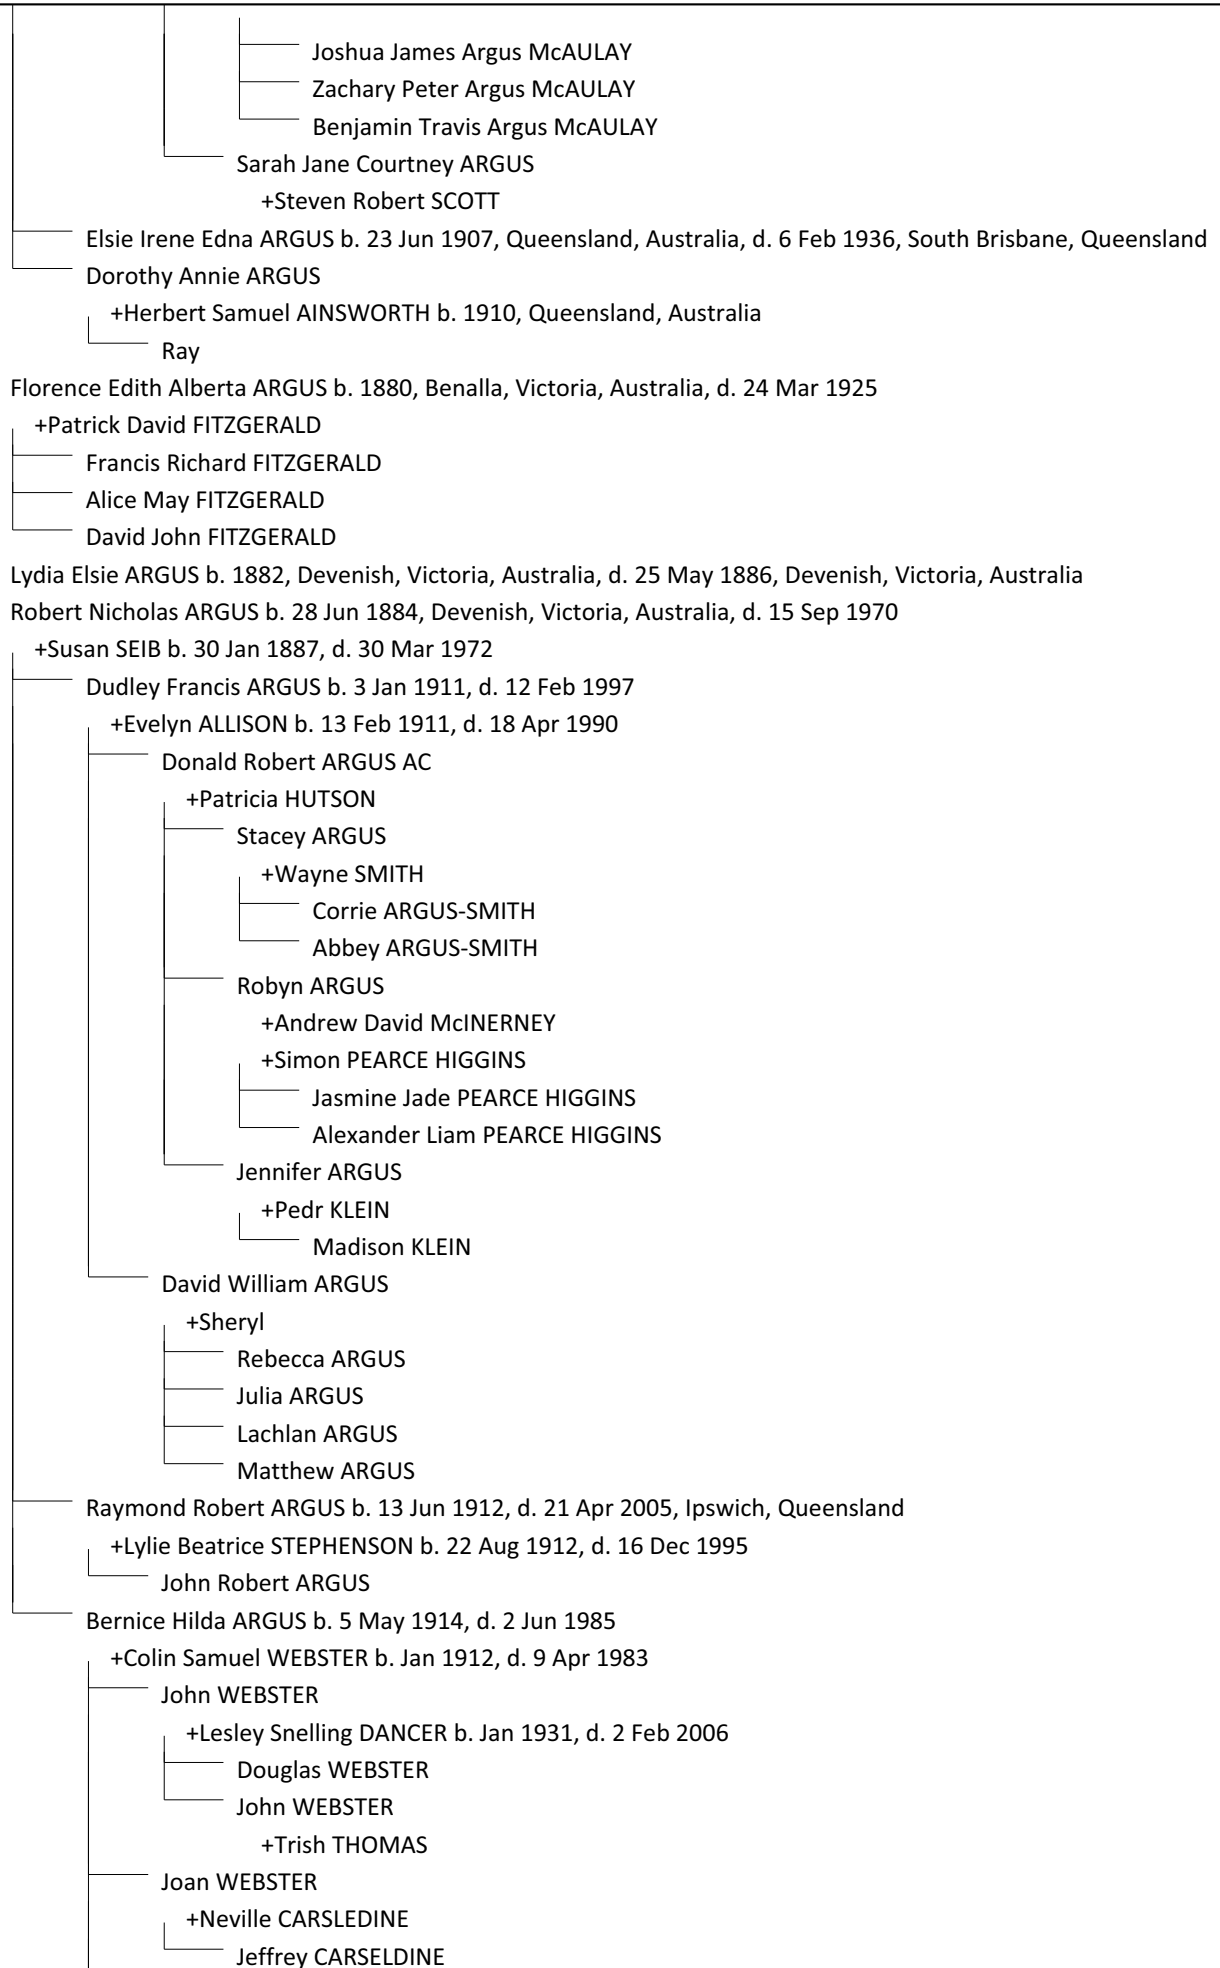 Joshua James Argus McAULAY
Zachary Peter Argus McAULAY
Benjamin Travis Argus McAULAY
Sarah Jane Courtney ARGUS
+Steven Robert SCOTT
Elsie Irene Edna ARGUS b. 23 Jun 1907, Queensland, Australia, d. 6 Feb 1936, South Brisbane, Queensland
Dorothy Annie ARGUS
+Herbert Samuel AINSWORTH b. 1910, Queensland, Australia
Ray
Florence Edith Alberta ARGUS b. 1880, Benalla, Victoria, Australia, d. 24 Mar 1925
+Patrick David FITZGERALD
Francis Richard FITZGERALD
Alice May FITZGERALD
David John FITZGERALD
Lydia Elsie ARGUS b. 1882, Devenish, Victoria, Australia, d. 25 May 1886, Devenish, Victoria, Australia
Robert Nicholas ARGUS b. 28 Jun 1884, Devenish, Victoria, Australia, d. 15 Sep 1970
+Susan SEIB b. 30 Jan 1887, d. 30 Mar 1972
Dudley Francis ARGUS b. 3 Jan 1911, d. 12 Feb 1997
+Evelyn ALLISON b. 13 Feb 1911, d. 18 Apr 1990
Donald Robert ARGUS AC
+Patricia HUTSON
Stacey ARGUS
+Wayne SMITH
Corrie ARGUS-SMITH
Abbey ARGUS-SMITH
Robyn ARGUS
+Andrew David McINERNEY
+Simon PEARCE HIGGINS
Jasmine Jade PEARCE HIGGINS
Alexander Liam PEARCE HIGGINS
Jennifer ARGUS
+Pedr KLEIN
Madison KLEIN
David William ARGUS
+Sheryl
Rebecca ARGUS
Julia ARGUS
Lachlan ARGUS
Matthew ARGUS
Raymond Robert ARGUS b. 13 Jun 1912, d. 21 Apr 2005, Ipswich, Queensland
+Lylie Beatrice STEPHENSON b. 22 Aug 1912, d. 16 Dec 1995
John Robert ARGUS
Bernice Hilda ARGUS b. 5 May 1914, d. 2 Jun 1985
+Colin Samuel WEBSTER b. Jan 1912, d. 9 Apr 1983
John WEBSTER
+Lesley Snelling DANCER b. Jan 1931, d. 2 Feb 2006
Douglas WEBSTER
John WEBSTER
+Trish THOMAS
Joan WEBSTER
+Neville CARSLEDINE
Jeffrey CARSELDINE